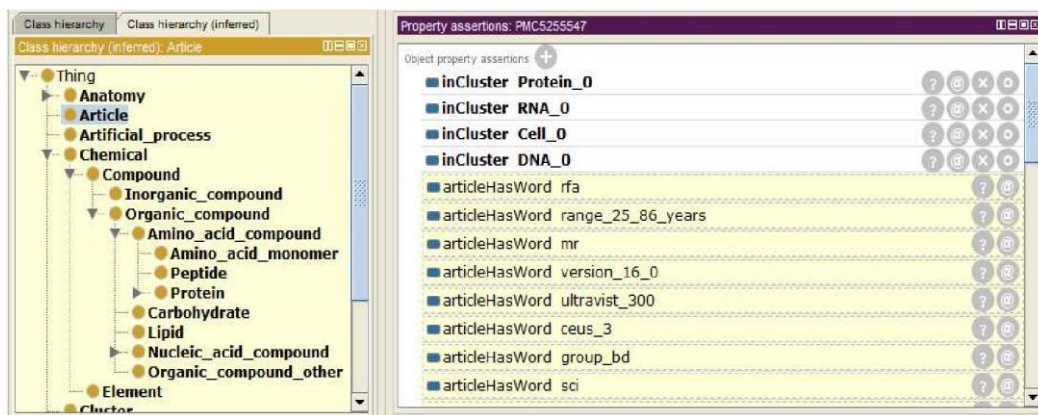 Class hierarchy
Class hierarchy (inferred)
Class hierarchy (inferred): Article
Thing
Anatomy
Article
Artificial_process
Chemical
Compound
Inorganic_compound
Organic_compound
Amino_acid_compound
Amino_acid_monomer
Peptide
Protein
Carbohydrate
Lipid
Nucleic_acid_compound
Organic_compound_other
Element
Cluster
Property assertions: PMC5255547
Object property assertions
inCluster Protein_0
inCluster RNA_0
inCluster Cell_0
inCluster DNA_0
articleHasWord rfa
articleHasWord range_25_86_years
articleHasWord mr
articleHasWord version_16_0
articleHasWord ultravist_300
articleHasWord ceus_3
articleHasWord group_bd
articleHasWord sci